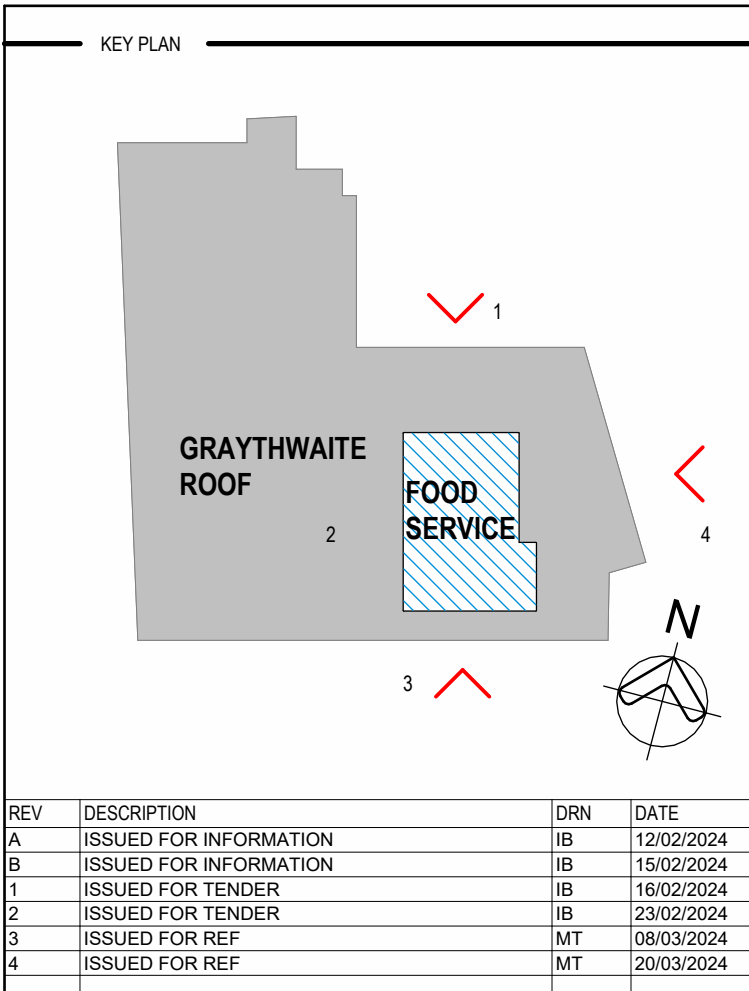 KEY PLAN
1
GRAYTHWAITE
ROOF
FOOD
SERVICE
2
4
N
3
REV DESCRIPTION DRN DATE
A ISSUED FOR INFORMATION IB 12/02/2024
B ISSUED FOR INFORMATION IB 15/02/2024
1 ISSUED FOR TENDER IB 16/02/2024
2 ISSUED FOR TENDER IB 23/02/2024
3 ISSUED FOR REF MT 08/03/2024
4 ISSUED FOR REF MT 20/03/2024